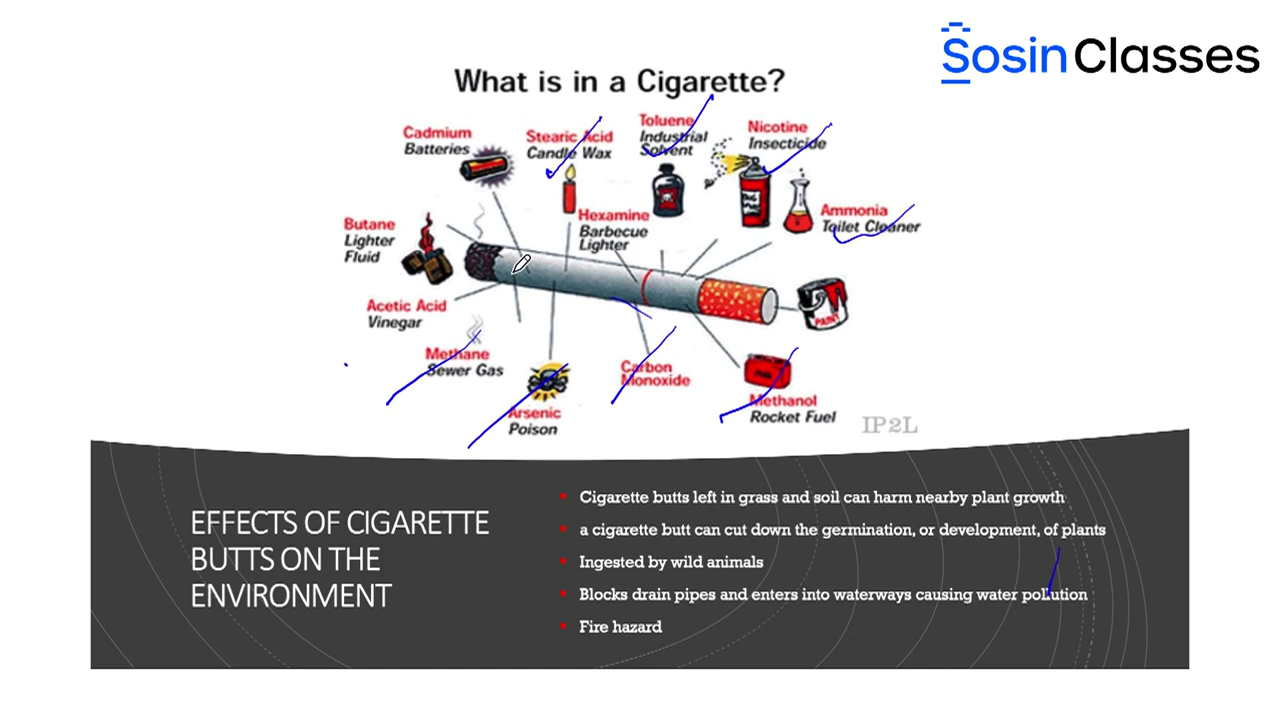 Sosin Classes
What is in a Cigarette?
Cadmium
Batteries
Stearic Acid
Candle Wax
Toluene
Industrial
Solvent
Nicotine
Insecticide
Hexamine
Barbecue
Lighter
Ammonia
Toilet Cleaner
Butane
Lighter
Fluid
PAINT
Acetic Acid
Vinegar
Methane
Sewer Gas
Arsenic
Poison
Carbon
Monoxide
Methanol
Rocket Fuel
IP2L
EFFECTS OF CIGARETTE
BUTTS ON THE
ENVIRONMENT
Cigarette butts left in grass and soil can harm nearby plant growth
a cigarette butt can cut down the germination, or development, of plants
Ingested by wild animals
Blocks drain pipes and enters into waterways causing water pollution
Fire hazard